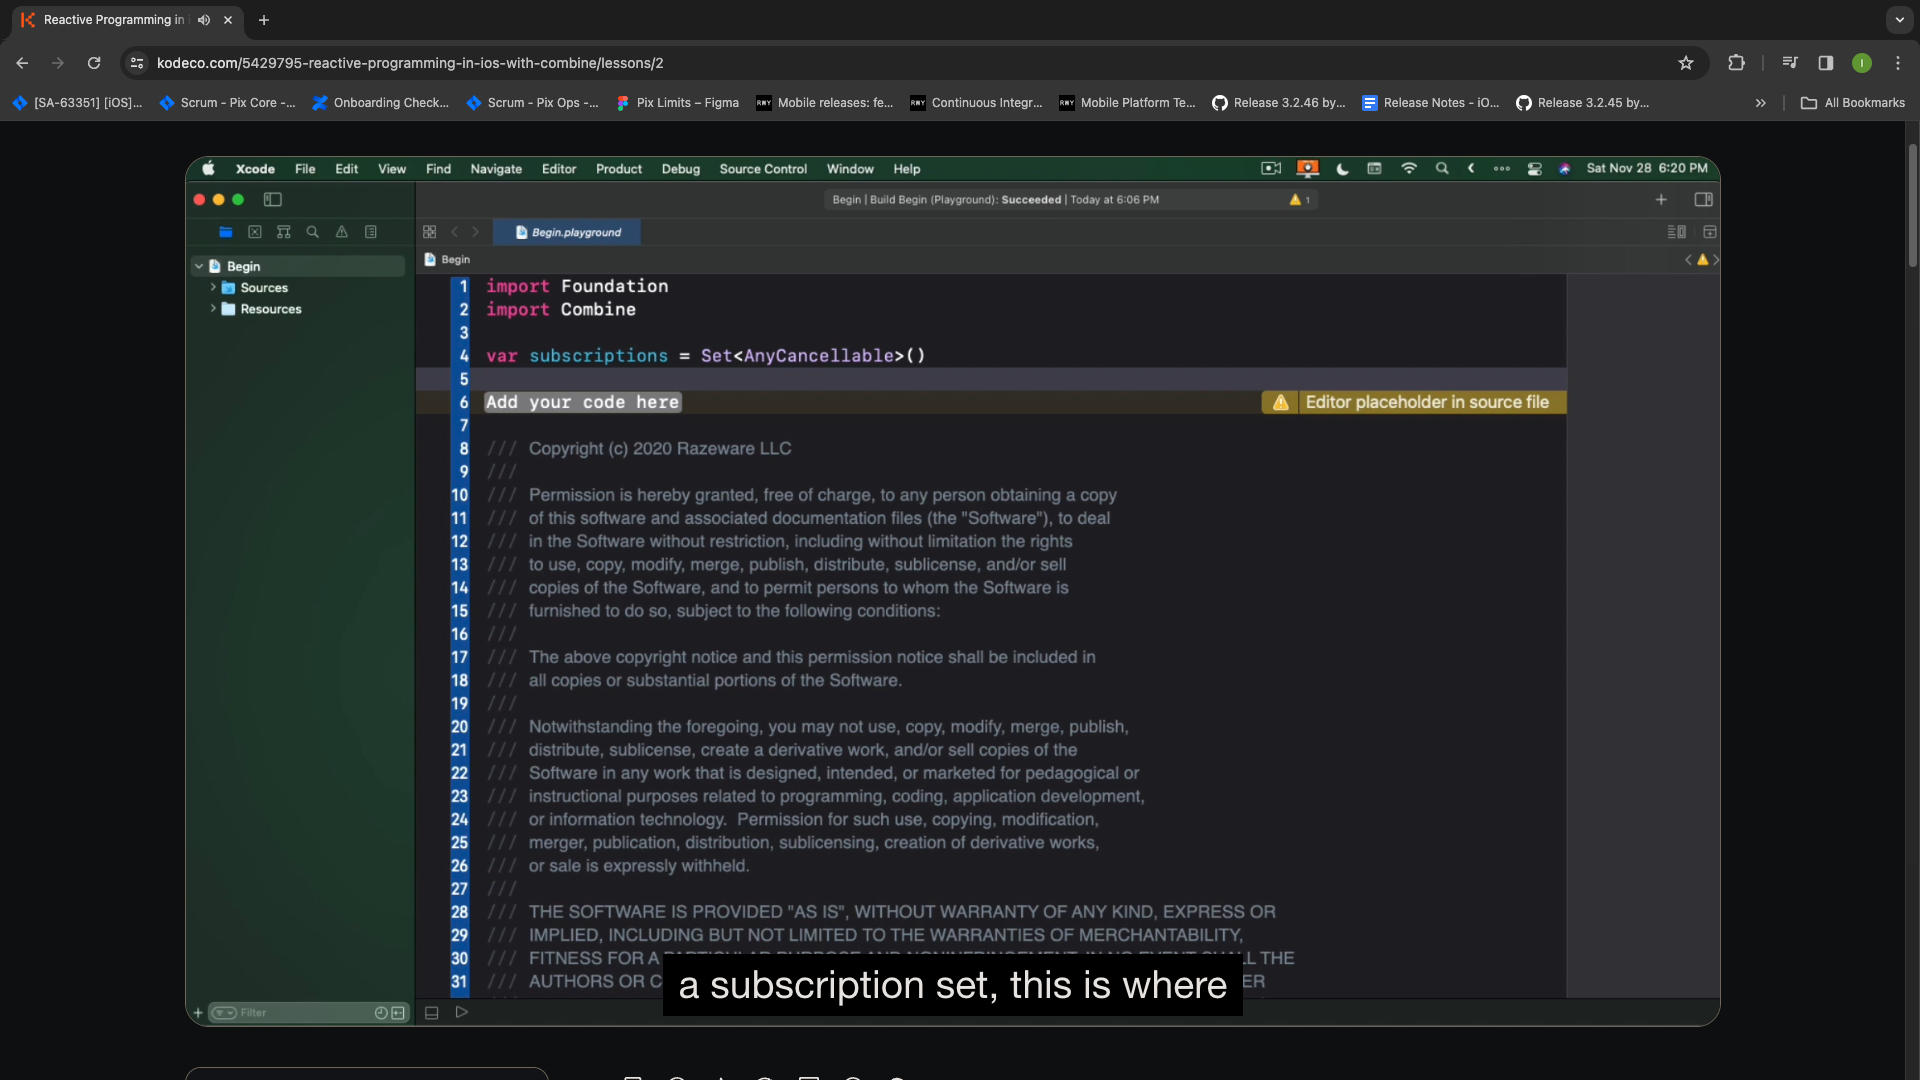 Reactive Programming in
kodeco.com/5429795-reactive-programming-in-ios-with-combine/lessons/2
I
[SA-63351] [iOS]...
Scrum - Pix Core -...
Onboarding Check...
Scrum - Pix Ops -...
Pix Limits – Figma
Mobile releases: fe...
Continuous Integr...
Mobile Platform Te...
Release 3.2.46 by...
Release Notes - iO...
Release 3.2.45 by...
All Bookmarks
Xcode File Edit View Find Navigate Editor Product Debug Source Control Window Help
Sat Nov 28 6:20 PM
Begin | Build Begin (Playground): Succeeded | Today at 6:06 PM
1
Begin.playground
Begin
Begin
Sources
Resources
1 import Foundation
2 import Combine
3
4 var subscriptions = Set<AnyCancellable>()
5
6 Add your code here
Editor placeholder in source file
7
8 /// Copyright (c) 2020 Razeware LLC
9 ///
10 /// Permission is hereby granted, free of charge, to any person obtaining a copy
11 /// of this software and associated documentation files (the "Software"), to deal
12 /// in the Software without restriction, including without limitation the rights
13 /// to use, copy, modify, merge, publish, distribute, sublicense, and/or sell
14 /// copies of the Software, and to permit persons to whom the Software is
15 /// furnished to do so, subject to the following conditions:
16 ///
17 /// The above copyright notice and this permission notice shall be included in
18 /// all copies or substantial portions of the Software.
19 ///
20 /// Notwithstanding the foregoing, you may not use, copy, modify, merge, publish,
21 /// distribute, sublicense, create a derivative work, and/or sell copies of the
22 /// Software in any work that is designed, intended, or marketed for pedagogical or
23 /// instructional purposes related to programming, coding, application development,
24 /// or information technology. Permission for such use, copying, modification,
25 /// merger, publication, distribution, sublicensing, creation of derivative works,
26 /// or sale is expressly withheld.
27 ///
28 /// THE SOFTWARE IS PROVIDED "AS IS", WITHOUT WARRANTY OF ANY KIND, EXPRESS OR
29 /// IMPLIED, INCLUDING BUT NOT LIMITED TO THE WARRANTIES OF MERCHANTABILITY,
30 /// FITNESS FOR A THE
31 /// AUTHORS OR
a subscription set, this is where
Filter